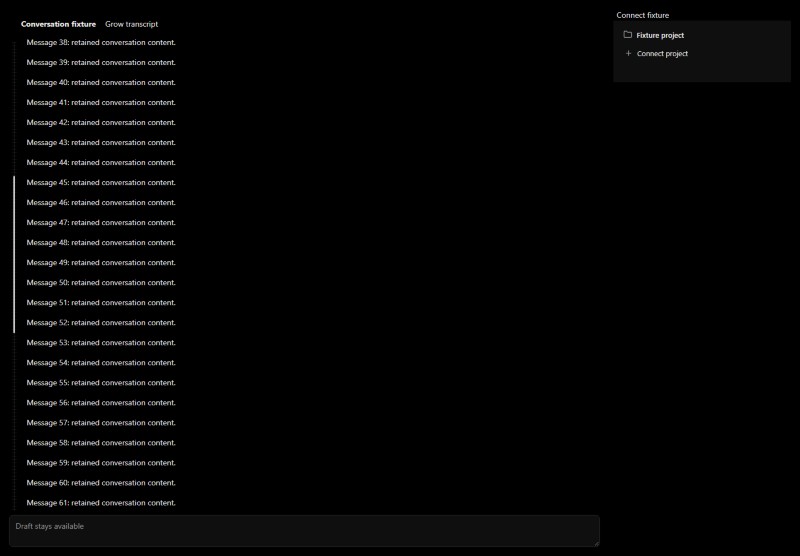 Conversation fixture Grow transcript
Message 38: retained conversation content.
Message 39: retained conversation content.
Message 40: retained conversation content.
Message 41: retained conversation content.
Message 42: retained conversation content.
Message 43: retained conversation content.
Message 44: retained conversation content.
Message 45: retained conversation content.
Message 46: retained conversation content.
Message 47: retained conversation content.
Message 48: retained conversation content.
Message 49: retained conversation content.
Message 50: retained conversation content.
Message 51: retained conversation content.
Message 52: retained conversation content.
Message 53: retained conversation content.
Message 54: retained conversation content.
Message 55: retained conversation content.
Message 56: retained conversation content.
Message 57: retained conversation content.
Message 58: retained conversation content.
Message 59: retained conversation content.
Message 60: retained conversation content.
Message 61: retained conversation content.
Draft stays available
Connect fixture
Fixture project
+ Connect project